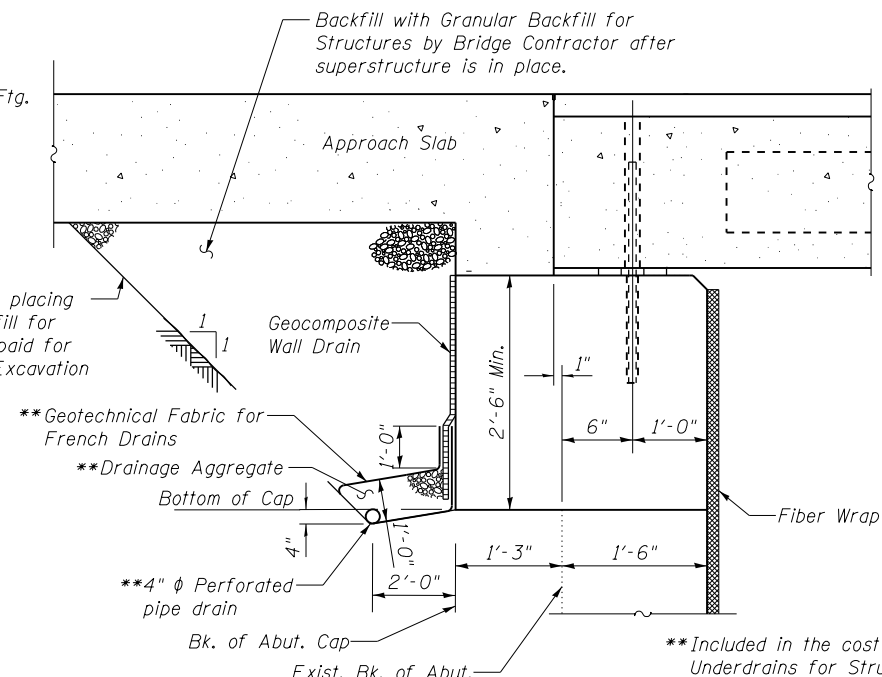 Backfill with Granular Backfill for
Structures by Bridge Contractor after
superstructure is in place.
Ftg.
Approach Slab
placing
fill for
paid for
Excavation
1
1
Geocomposite
Wall Drain
2'-6" Min.
1"
6"
1'-0"
**Geotechnical Fabric for
French Drains
1'-0"
**Drainage Aggregate
Bottom of Cap
4"
1'-0"
Fiber Wrap
**4" ϕ Perforated
pipe drain
2'-0"
1'-3"
1'-6"
Bk. of Abut. Cap
Exist. Bk. of Abut.
**Included in the cost
Underdrains for Stru